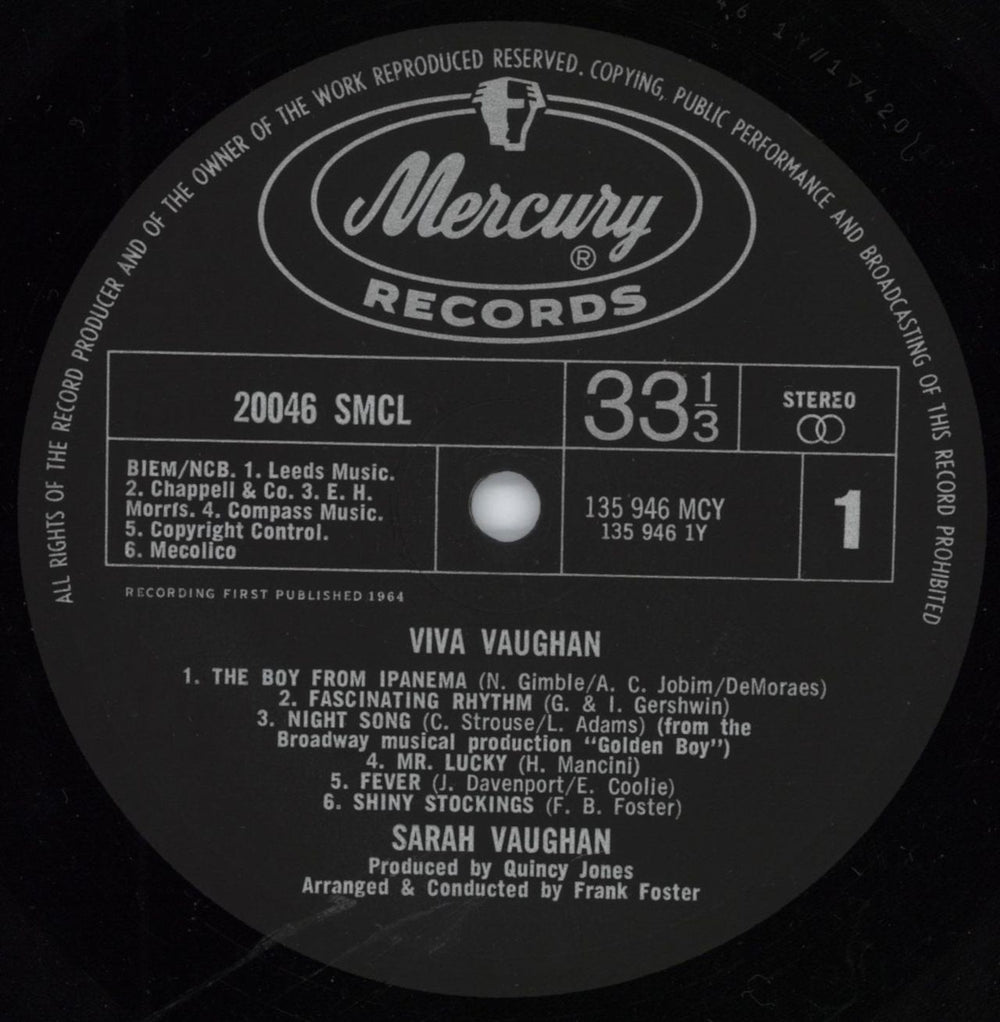 ALL RIGHTS OF THE RECORD PRODUCER AND OF THE OWNER OF THE WORK REPRODUCED RESERVED. COPYING, PUBLIC PERFORMANCE AND BROADCASTING OF THIS RECORD PROHIBITED
Mercury
®
RECORDS
20046 SMCL
33 1/3
STEREO
BIEM/NCB. 1. Leeds Music.
2. Chappell & Co. 3. E. H.
Morris. 4. Compass Music.
5. Copyright Control.
6. Mecolico
135 946 MCY
135 946 1Y
1
RECORDING FIRST PUBLISHED 1964
VIVA VAUGHAN
1. THE BOY FROM IPANEMA (N. Gimble/A. C. Jobim/DeMoraes)
2. FASCINATING RHYTHM (G. & I. Gershwin)
3. NIGHT SONG (C. Strouse/L. Adams) (from the
Broadway musical production "Golden Boy")
4. MR. LUCKY (H. Mancini)
5. FEVER (J. Davenport/E. Coolie)
6. SHINY STOCKINGS (F. B. Foster)
SARAH VAUGHAN
Produced by Quincy Jones
Arranged & Conducted by Frank Foster